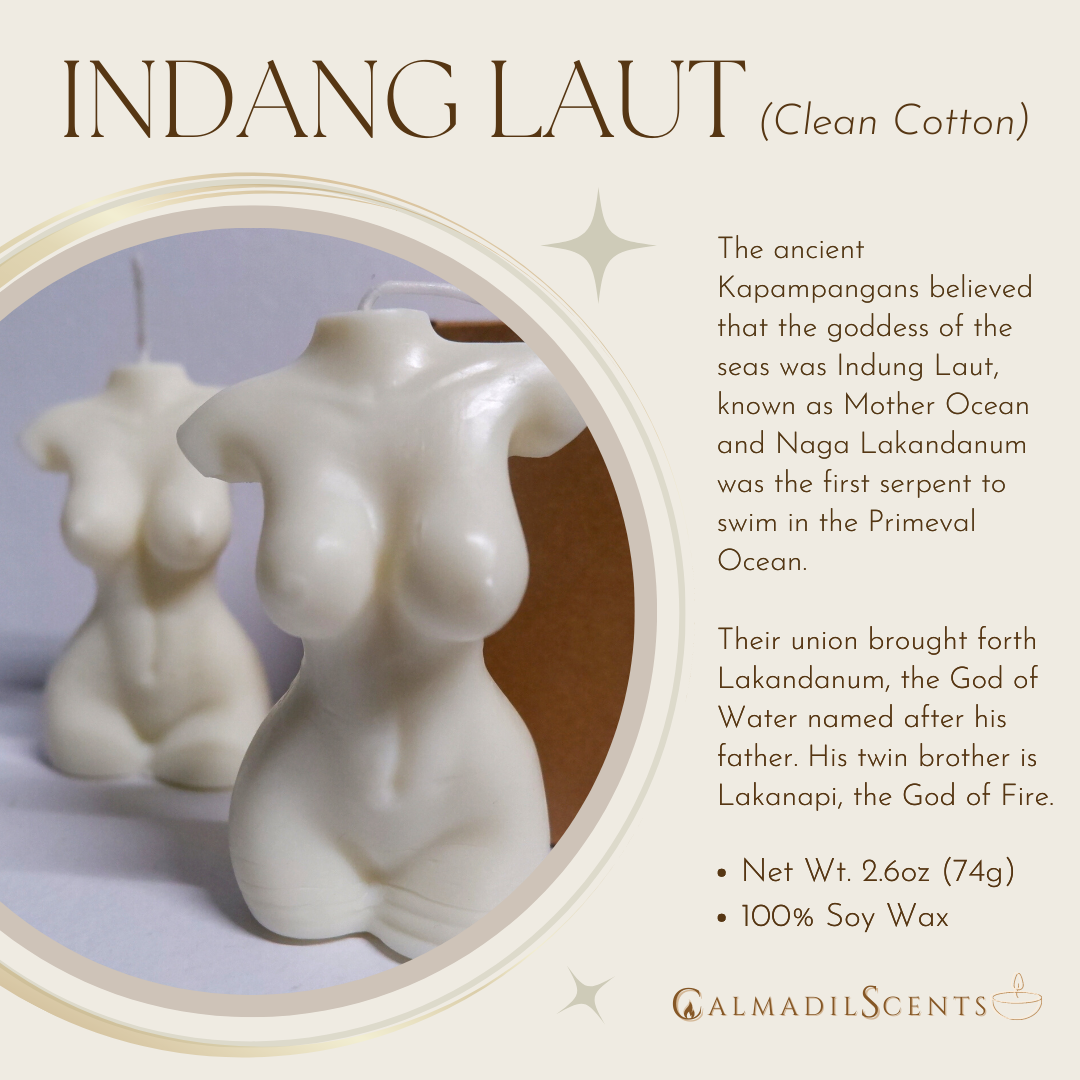 INDANG LAUT (Clean Cotton)
The ancient
Kapampangans believed
that the goddess of the
seas was Indung Laut,
known as Mother Ocean
and Naga Lakandanum
was the first serpent to
swim in the Primeval
Ocean.
Their union brought forth
Lakandanum, the God of
Water named after his
father. His twin brother is
Lakanapi, the God of Fire.
• Net Wt. 2.6oz (74g)
• 100% Soy Wax
CALMADILSCENTS